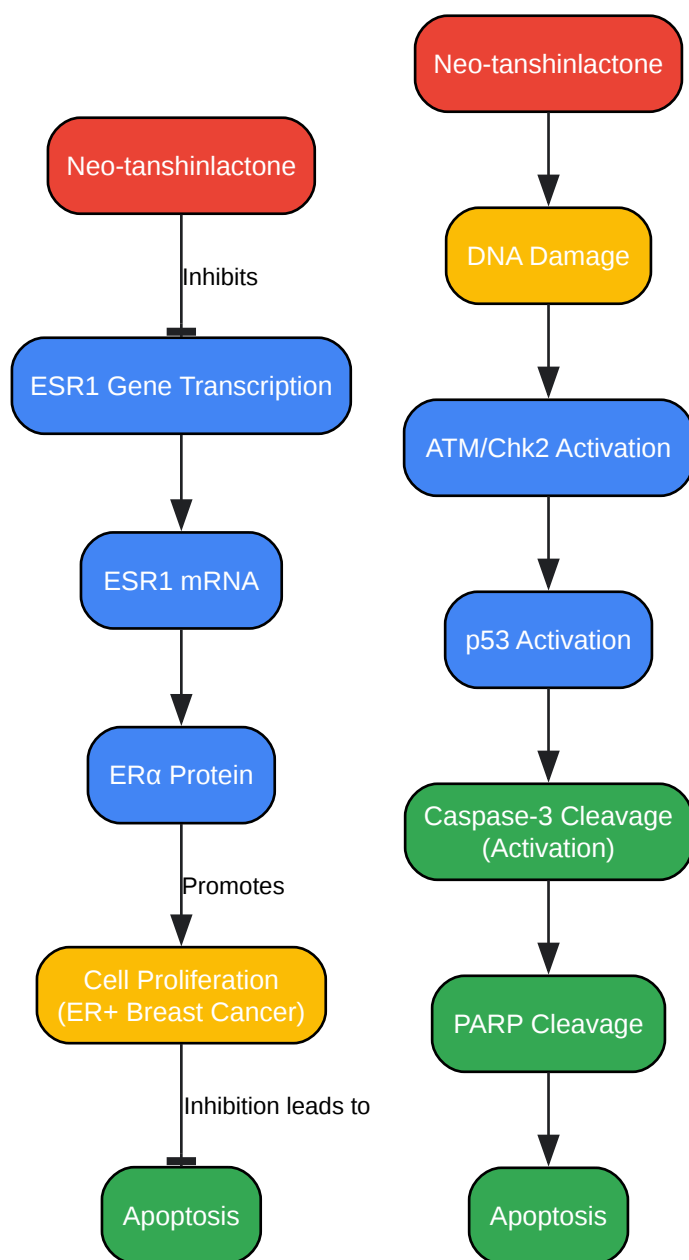 Neo-tanshinlactone
Inhibits
ESR1 Gene Transcription
ESR1 mRNA
ERα Protein
Promotes
Cell Proliferation
(ER+ Breast Cancer)
Inhibition leads to
Apoptosis
Neo-tanshinlactone
DNA Damage
ATM/Chk2 Activation
p53 Activation
Caspase-3 Cleavage
(Activation)
PARP Cleavage
Apoptosis